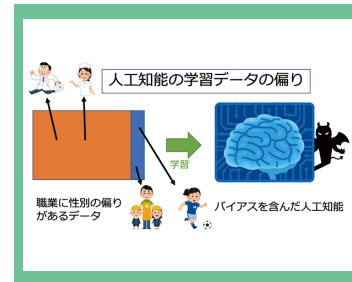 人工知能の学習データの偏り
学習
職業に性別の偏り
があるデータ
バイアスを含んだ人工知能